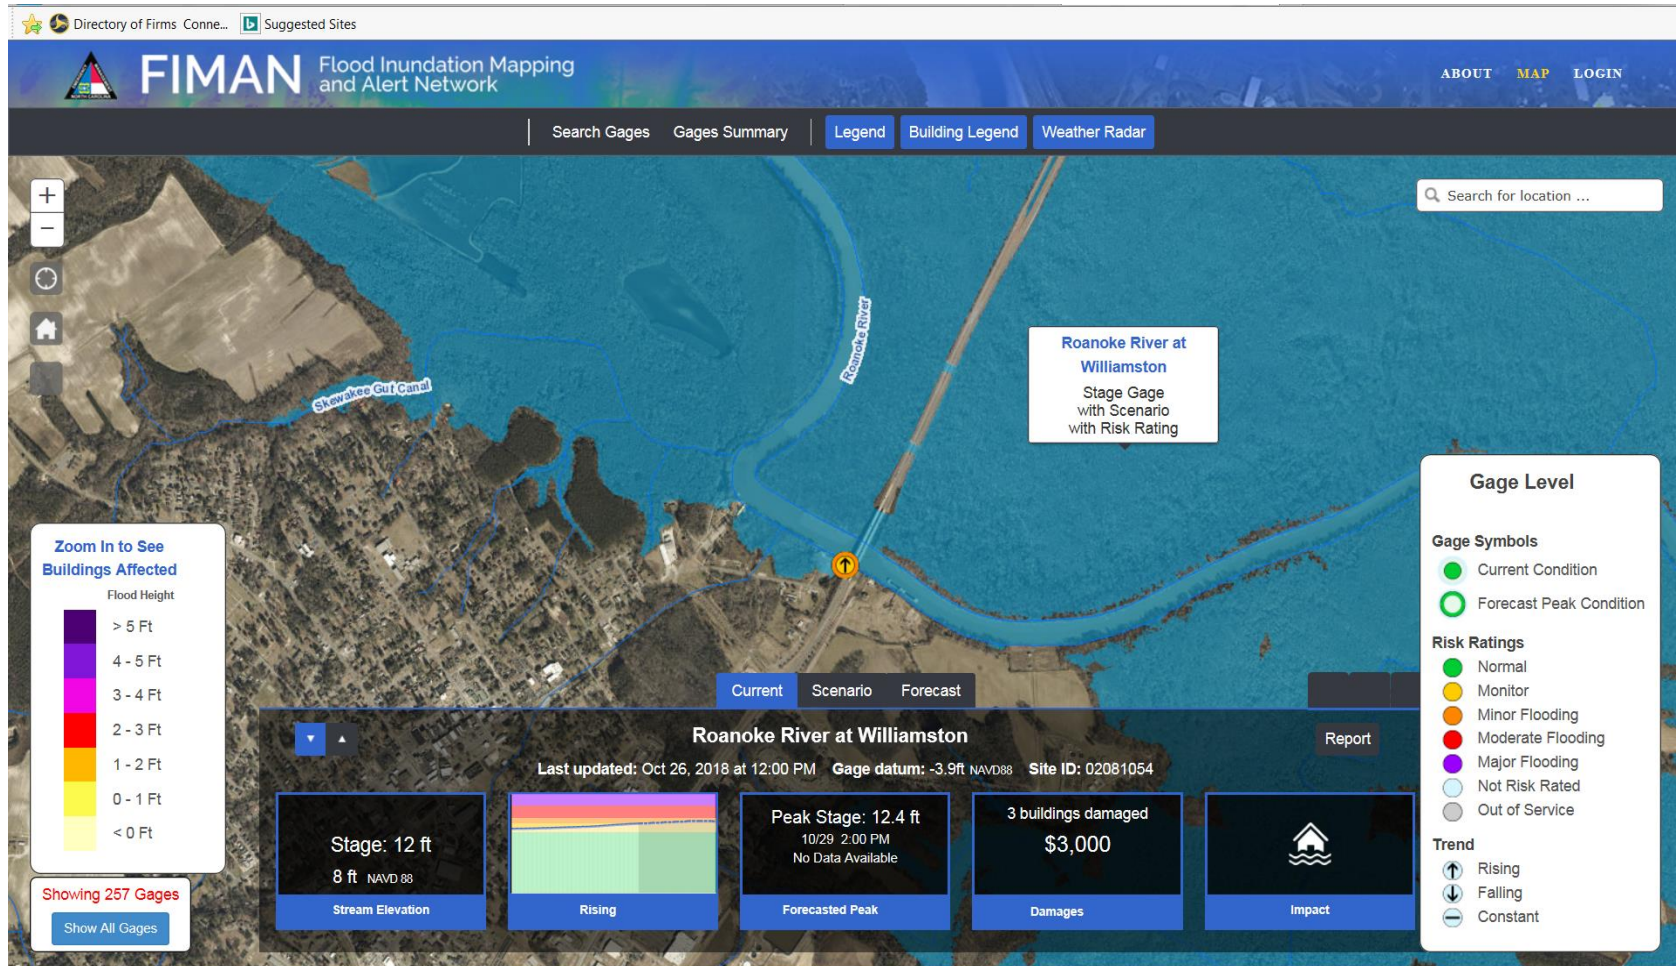 Directory of Firms Conne...
Suggested Sites
NORTH CAROLINA
FIMAN
Flood Inundation Mapping
and Alert Network
ABOUT
MAP
LOGIN
Search Gages
Gages Summary
Legend
Building Legend
Weather Radar
+
−
Search for location ...
Roanoke River
Skewakee Gut Canal
Roanoke River at
Williamston
Stage Gage
with Scenario
with Risk Rating
Zoom In to See
Buildings Affected
Flood Height
> 5 Ft
4 - 5 Ft
3 - 4 Ft
2 - 3 Ft
1 - 2 Ft
0 - 1 Ft
< 0 Ft
Showing 257 Gages
Show All Gages
Current
Scenario
Forecast
Roanoke River at Williamston
Report
Last updated: Oct 26, 2018 at 12:00 PM Gage datum: -3.9ft NAVD88 Site ID: 02081054
Stage: 12 ft
8 ft NAVD 88
Stream Elevation
Rising
Peak Stage: 12.4 ft
10/29 2:00 PM
No Data Available
Forecasted Peak
3 buildings damaged
$3,000
Damages
Impact
Gage Level
Gage Symbols
Current Condition
Forecast Peak Condition
Risk Ratings
Normal
Monitor
Minor Flooding
Moderate Flooding
Major Flooding
Not Risk Rated
Out of Service
Trend
Rising
Falling
Constant